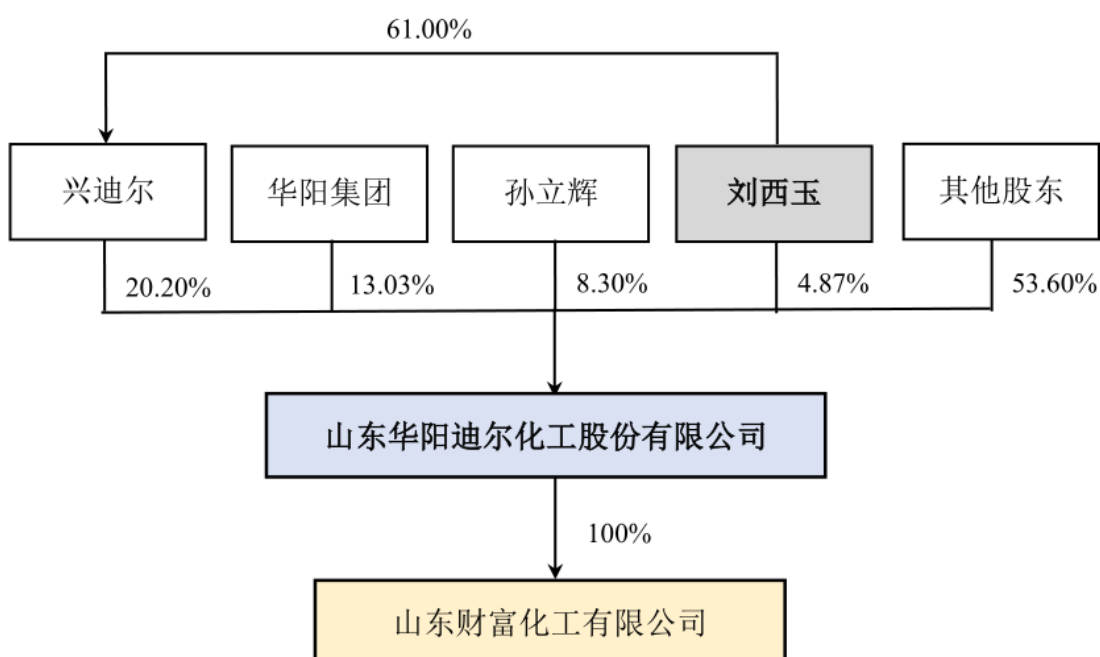 61.00%
兴迪尔
华阳集团
孙立辉
刘西玉
其他股东
20.20%
13.03%
8.30%
4.87%
53.60%
山东华阳迪尔化工股份有限公司
100%
山东财富化工有限公司